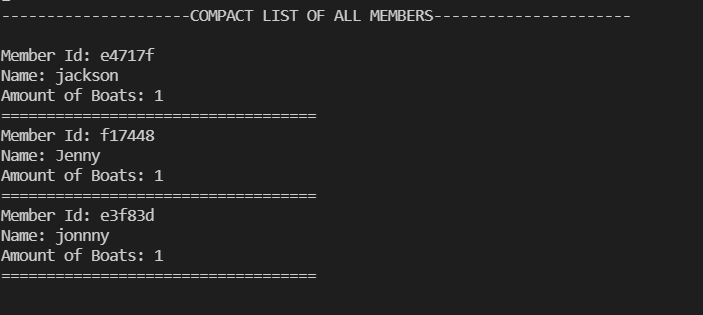 ---------------------COMPACT LIST OF ALL MEMBERS----------------------
Member Id: e4717f
Name: jackson
Amount of Boats: 1
===================================
Member Id: f17448
Name: Jenny
Amount of Boats: 1
===================================
Member Id: e3f83d
Name: jonnny
Amount of Boats: 1
===================================